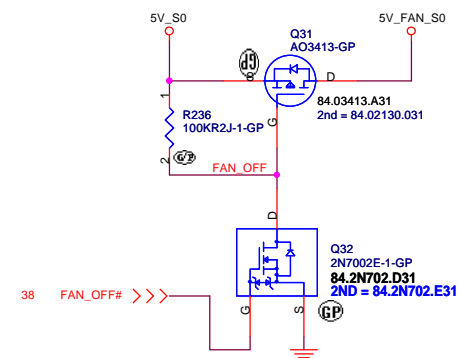 5V_S0
5V_FAN_S0
Q31
AO3413-GP
GP
S
D
84.03413.A31
2nd = 84.02130.031
1
R236
100KR2J-1-GP
G
2
G/P
FAN_OFF
D
Q32
2N7002E-1-GP
84.2N702.D31
2ND = 84.2N702.E31
38
FAN_OFF#
G
S
GP